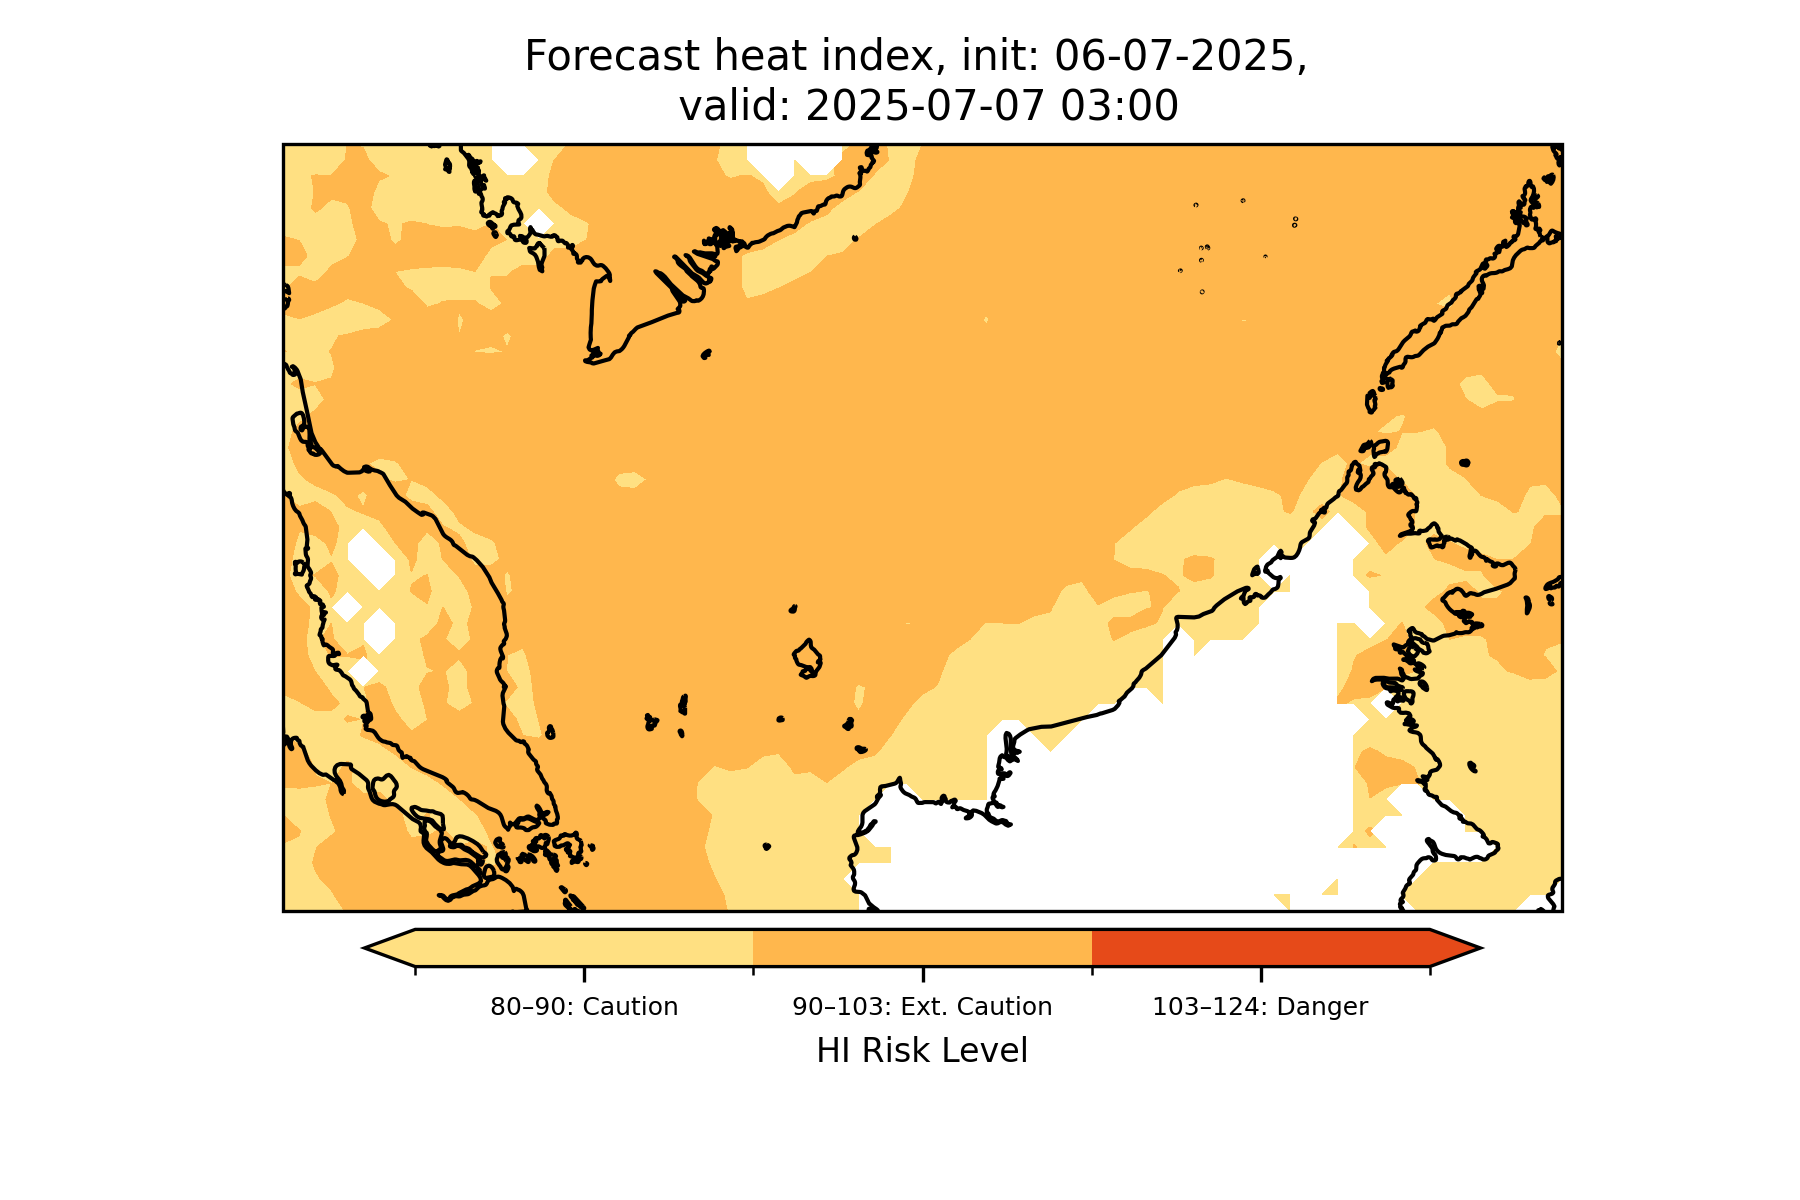 Forecast heat index, init: 06-07-2025,
valid: 2025-07-07 03:00
80–90: Caution
90–103: Ext. Caution
103–124: Danger
HI Risk Level